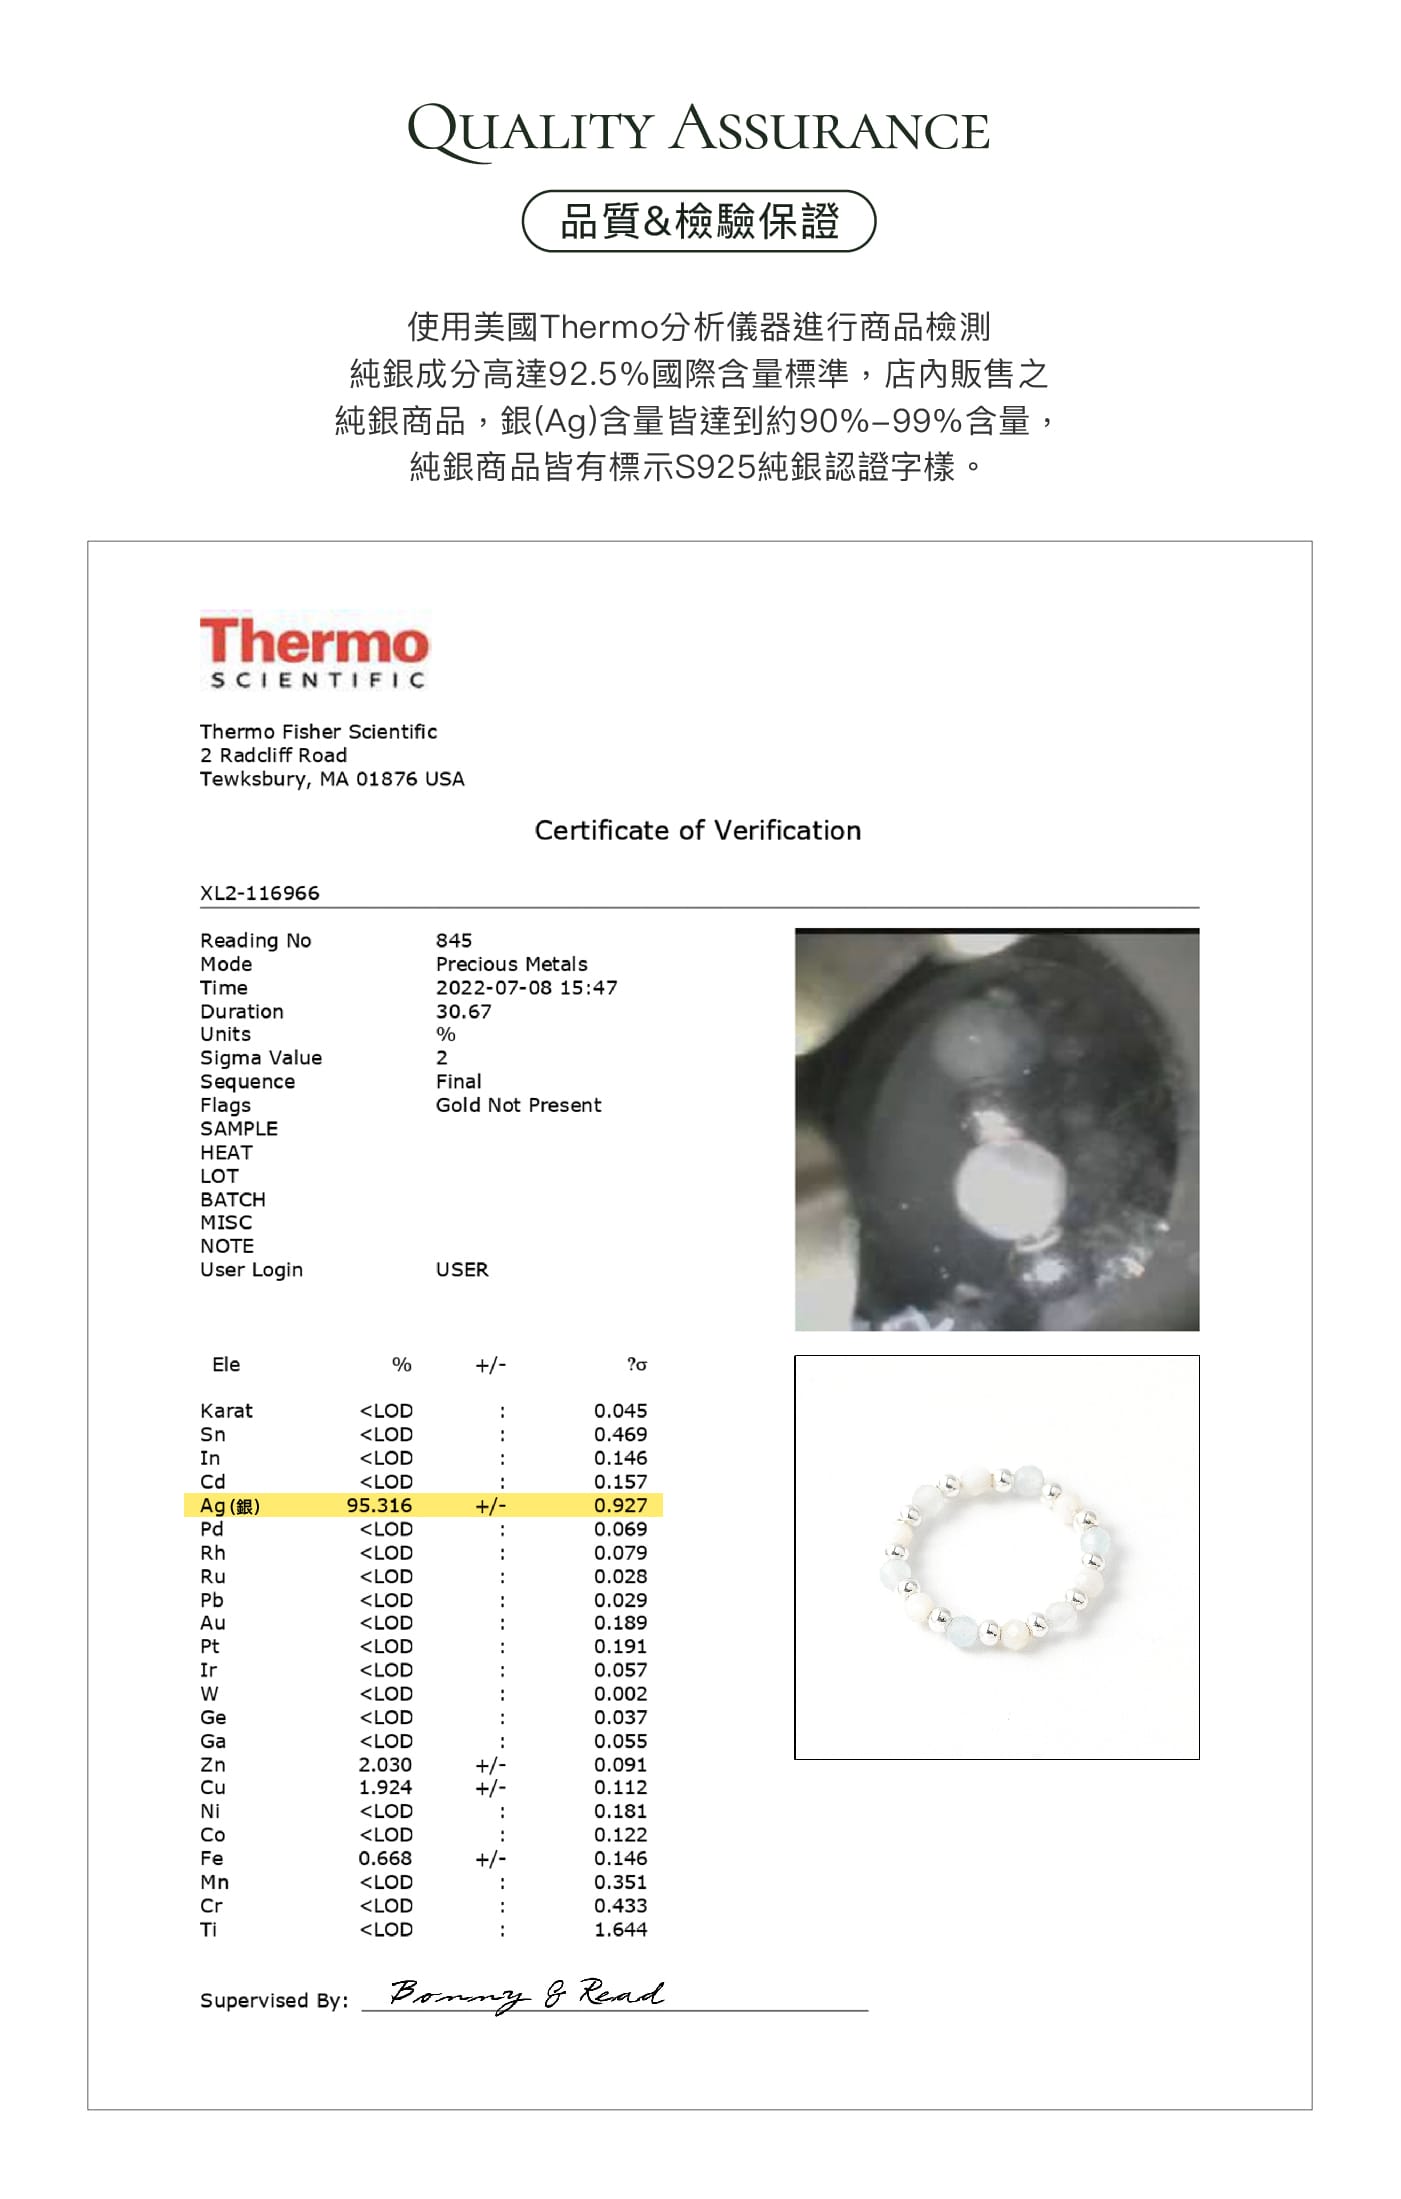 QUALITY ASSURANCE
品質&檢驗保證
使用美國Thermo分析儀器進行商品檢測
純銀成分高達92.5%國際含量標準，店內販售之
純銀商品，銀(Ag)含量皆達到約90%–99%含量，
純銀商品皆有標示S925純銀認證字樣。
Thermo
SCIENTIFIC
Thermo Fisher Scientific
2 Radcliff Road
Tewksbury, MA 01876 USA
Certificate of Verification
XL2-116966
Reading No 845
Mode Precious Metals
Time 2022-07-08 15:47
Duration 30.67
Units %
Sigma Value 2
Sequence Final
Flags Gold Not Present
SAMPLE
HEAT
LOT
BATCH
MISC
NOTE
User Login USER
Ele % +/- ?σ
Karat <LOD : 0.045
Sn <LOD : 0.469
In <LOD : 0.146
Cd <LOD : 0.157
Ag(銀) 95.316 +/- 0.927
Pd <LOD : 0.069
Rh <LOD : 0.079
Ru <LOD : 0.028
Pb <LOD : 0.029
Au <LOD : 0.189
Pt <LOD : 0.191
Ir <LOD : 0.057
W <LOD : 0.002
Ge <LOD : 0.037
Ga <LOD : 0.055
Zn 2.030 +/- 0.091
Cu 1.924 +/- 0.112
Ni <LOD : 0.181
Co <LOD : 0.122
Fe 0.668 +/- 0.146
Mn <LOD : 0.351
Cr <LOD : 0.433
Ti <LOD : 1.644
Supervised By: Bonny & Read